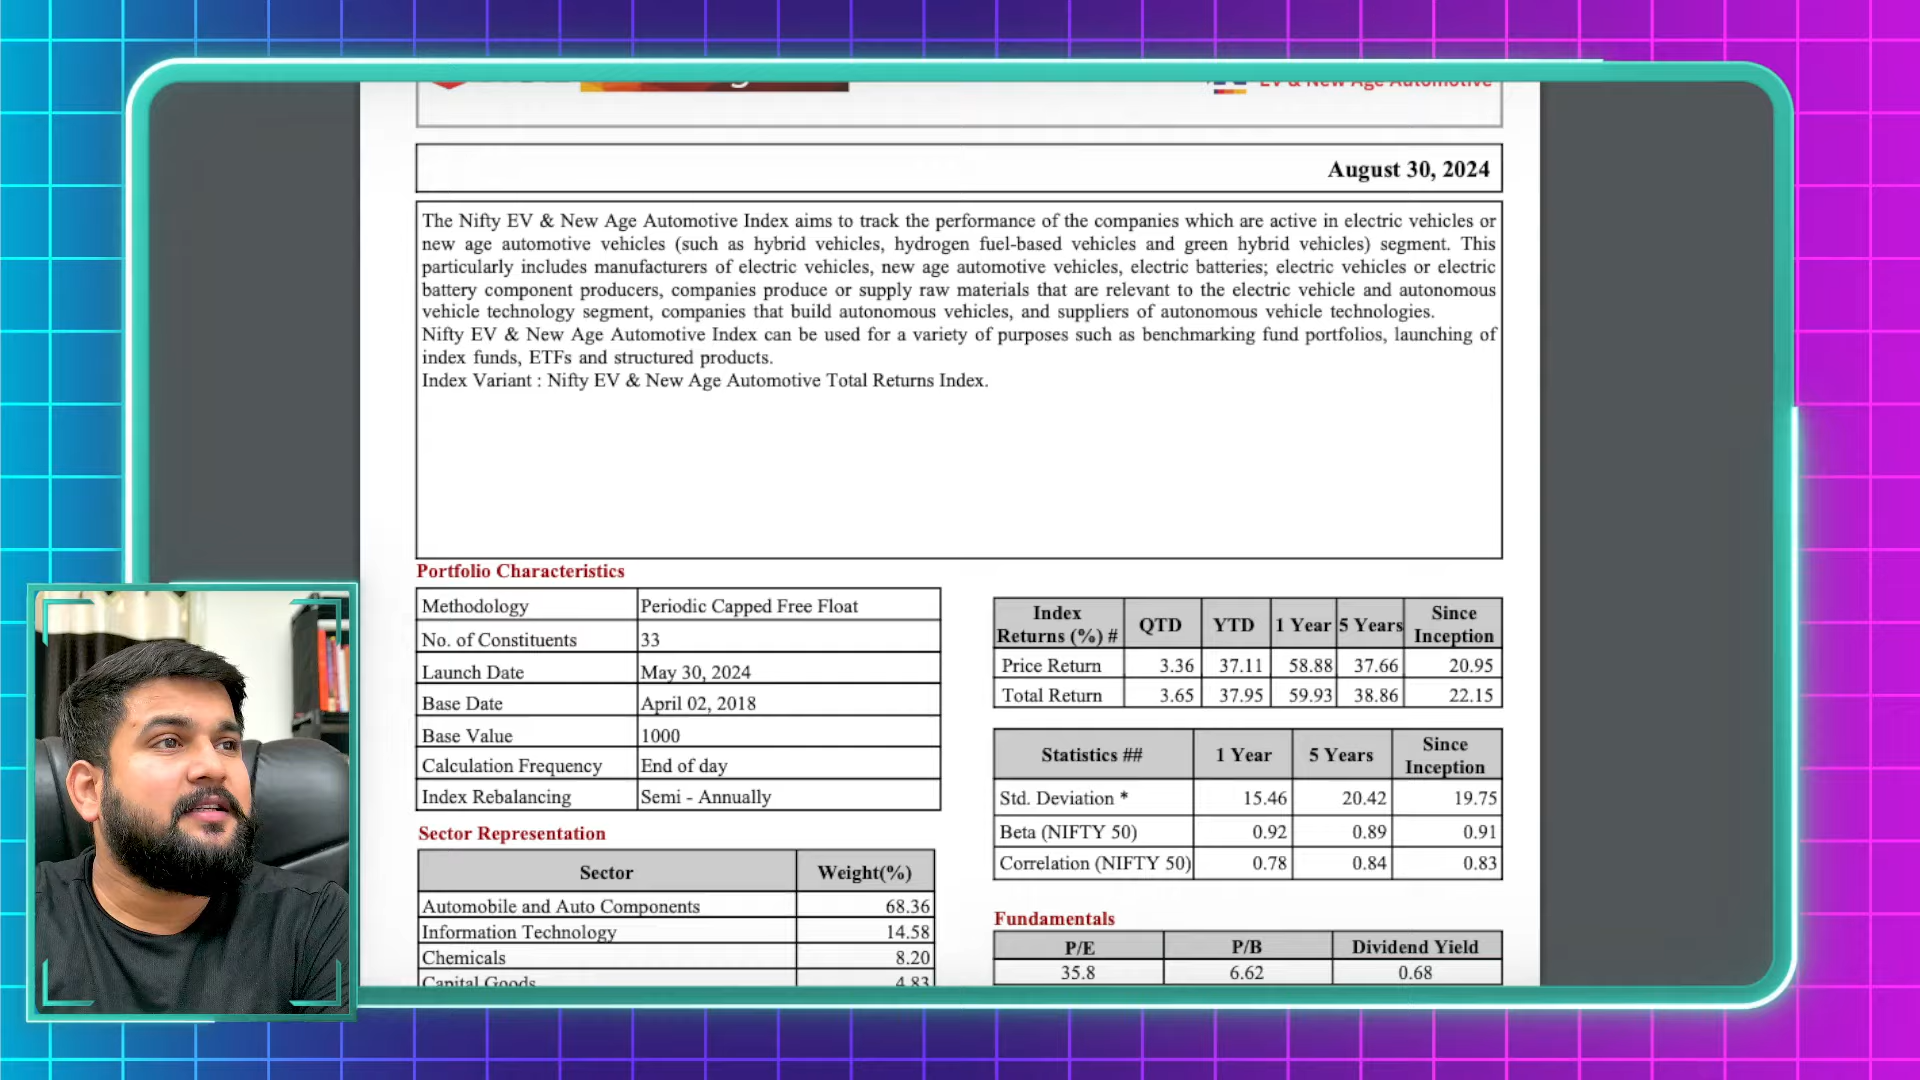 EV & New Age Automotive
August 30, 2024
The Nifty EV & New Age Automotive Index aims to track the performance of the companies which are active in electric vehicles or
new age automotive vehicles (such as hybrid vehicles, hydrogen fuel-based vehicles and green hybrid vehicles) segment. This
particularly includes manufacturers of electric vehicles, new age automotive vehicles, electric batteries; electric vehicles or electric
battery component producers, companies produce or supply raw materials that are relevant to the electric vehicle and autonomous
vehicle technology segment, companies that build autonomous vehicles, and suppliers of autonomous vehicle technologies.
Nifty EV & New Age Automotive Index can be used for a variety of purposes such as benchmarking fund portfolios, launching of
index funds, ETFs and structured products.
Index Variant : Nifty EV & New Age Automotive Total Returns Index.
Portfolio Characteristics
Methodology Periodic Capped Free Float
No. of Constituents 33
Launch Date May 30, 2024
Base Date April 02, 2018
Base Value 1000
Calculation Frequency End of day
Index Rebalancing Semi - Annually
Sector Representation
Sector Weight(%)
Automobile and Auto Components 68.36
Information Technology 14.58
Chemicals 8.20
Capital Goods 4.83
Index Returns (%) # QTD YTD 1 Year 5 Years Since Inception
Price Return 3.36 37.11 58.88 37.66 20.95
Total Return 3.65 37.95 59.93 38.86 22.15
Statistics ## 1 Year 5 Years Since Inception
Std. Deviation * 15.46 20.42 19.75
Beta (NIFTY 50) 0.92 0.89 0.91
Correlation (NIFTY 50) 0.78 0.84 0.83
Fundamentals
P/E P/B Dividend Yield
35.8 6.62 0.68